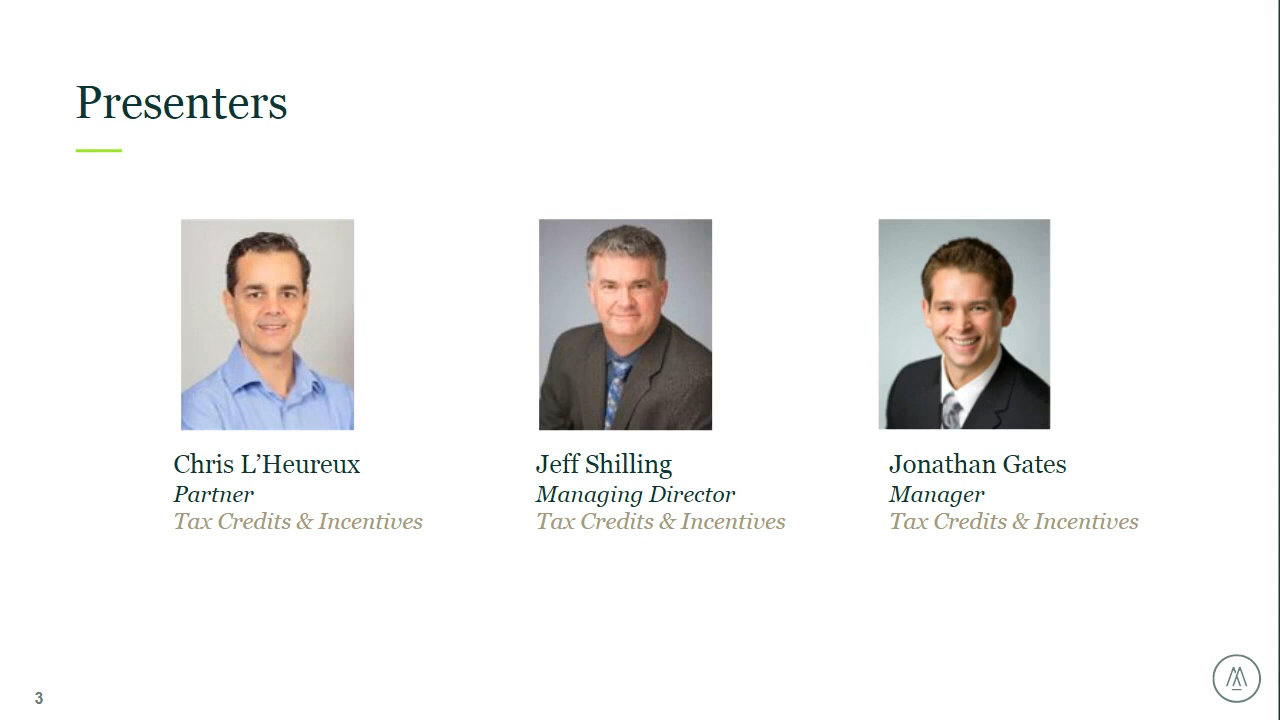 Presenters
Chris L’Heureux
Partner
Tax Credits & Incentives
Jeff Shilling
Managing Director
Tax Credits & Incentives
Jonathan Gates
Manager
Tax Credits & Incentives
3